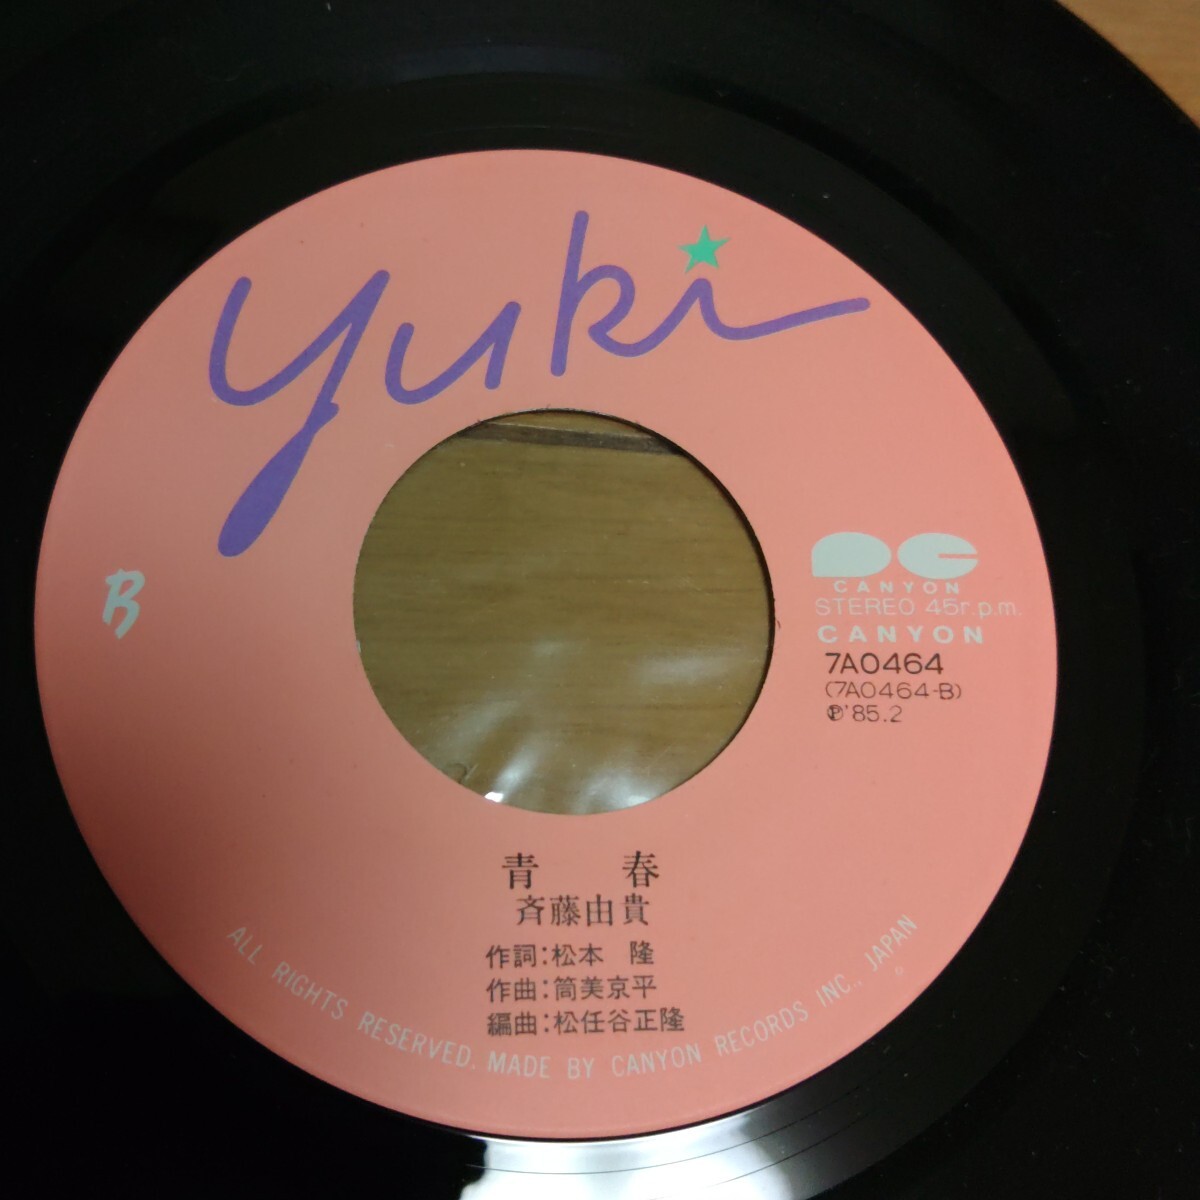 yuki
B
PC
CANYON
STEREO 45r.p.m.
CANYON
7A0464
(7A0464-B)
Ⓟ'85.2
青 春
斉藤由貴
作詞:松本 隆
作曲:筒美京平
編曲:松任谷正隆
ALL RIGHTS RESERVED. MADE BY CANYON RECORDS INC., JAPAN